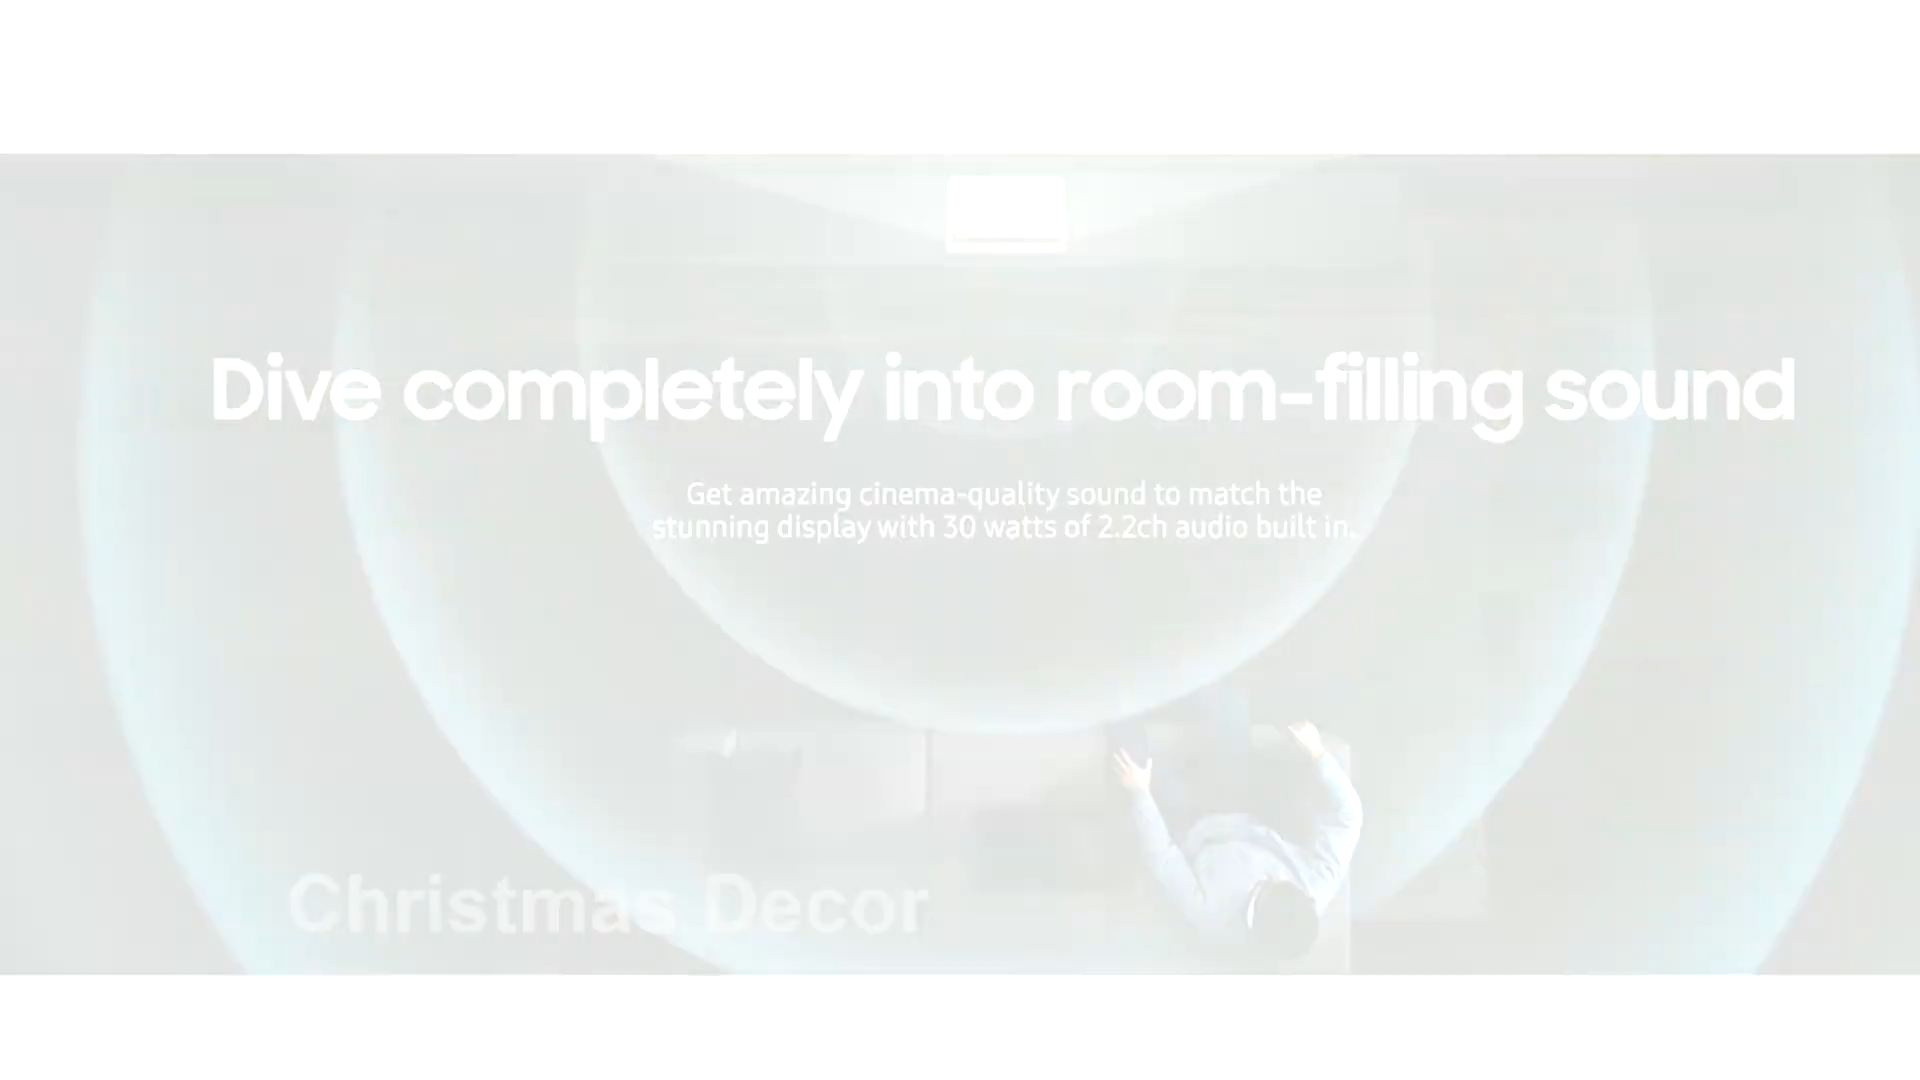 Dive completely into room-filling sound
Get amazing cinema-quality sound to match the
stunning display with 30 watts of 2.2ch audio built in.
Christmas Decor